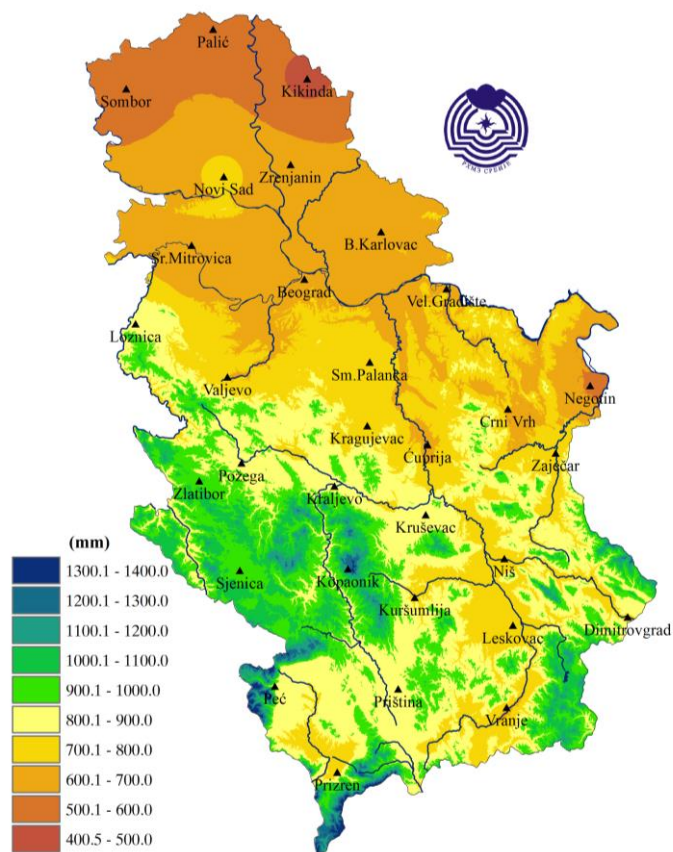 Palić
Kikinda
Sombor
Zrenjanin
Novi Sad
B.Karlovac
Sr.Mitrovica
Beograd
Vel.Gradište
Loznica
Sm.Palanka
Valjevo
Negotin
Crni Vrh
Kragujevac
Ćuprija
Zaječar
Požega
Zlatibor
Kraljevo
Kruševac
Niš
Sjenica
Kopaonik
Kuršumlija
Leskovac
Dimitrovgrad
Peć
Priština
Vranje
Prizren
РХМЗ СРБИЈЕ
(mm)
1300.1 - 1400.0
1200.1 - 1300.0
1100.1 - 1200.0
1000.1 - 1100.0
900.1 - 1000.0
800.1 - 900.0
700.1 - 800.0
600.1 - 700.0
500.1 - 600.0
400.5 - 500.0